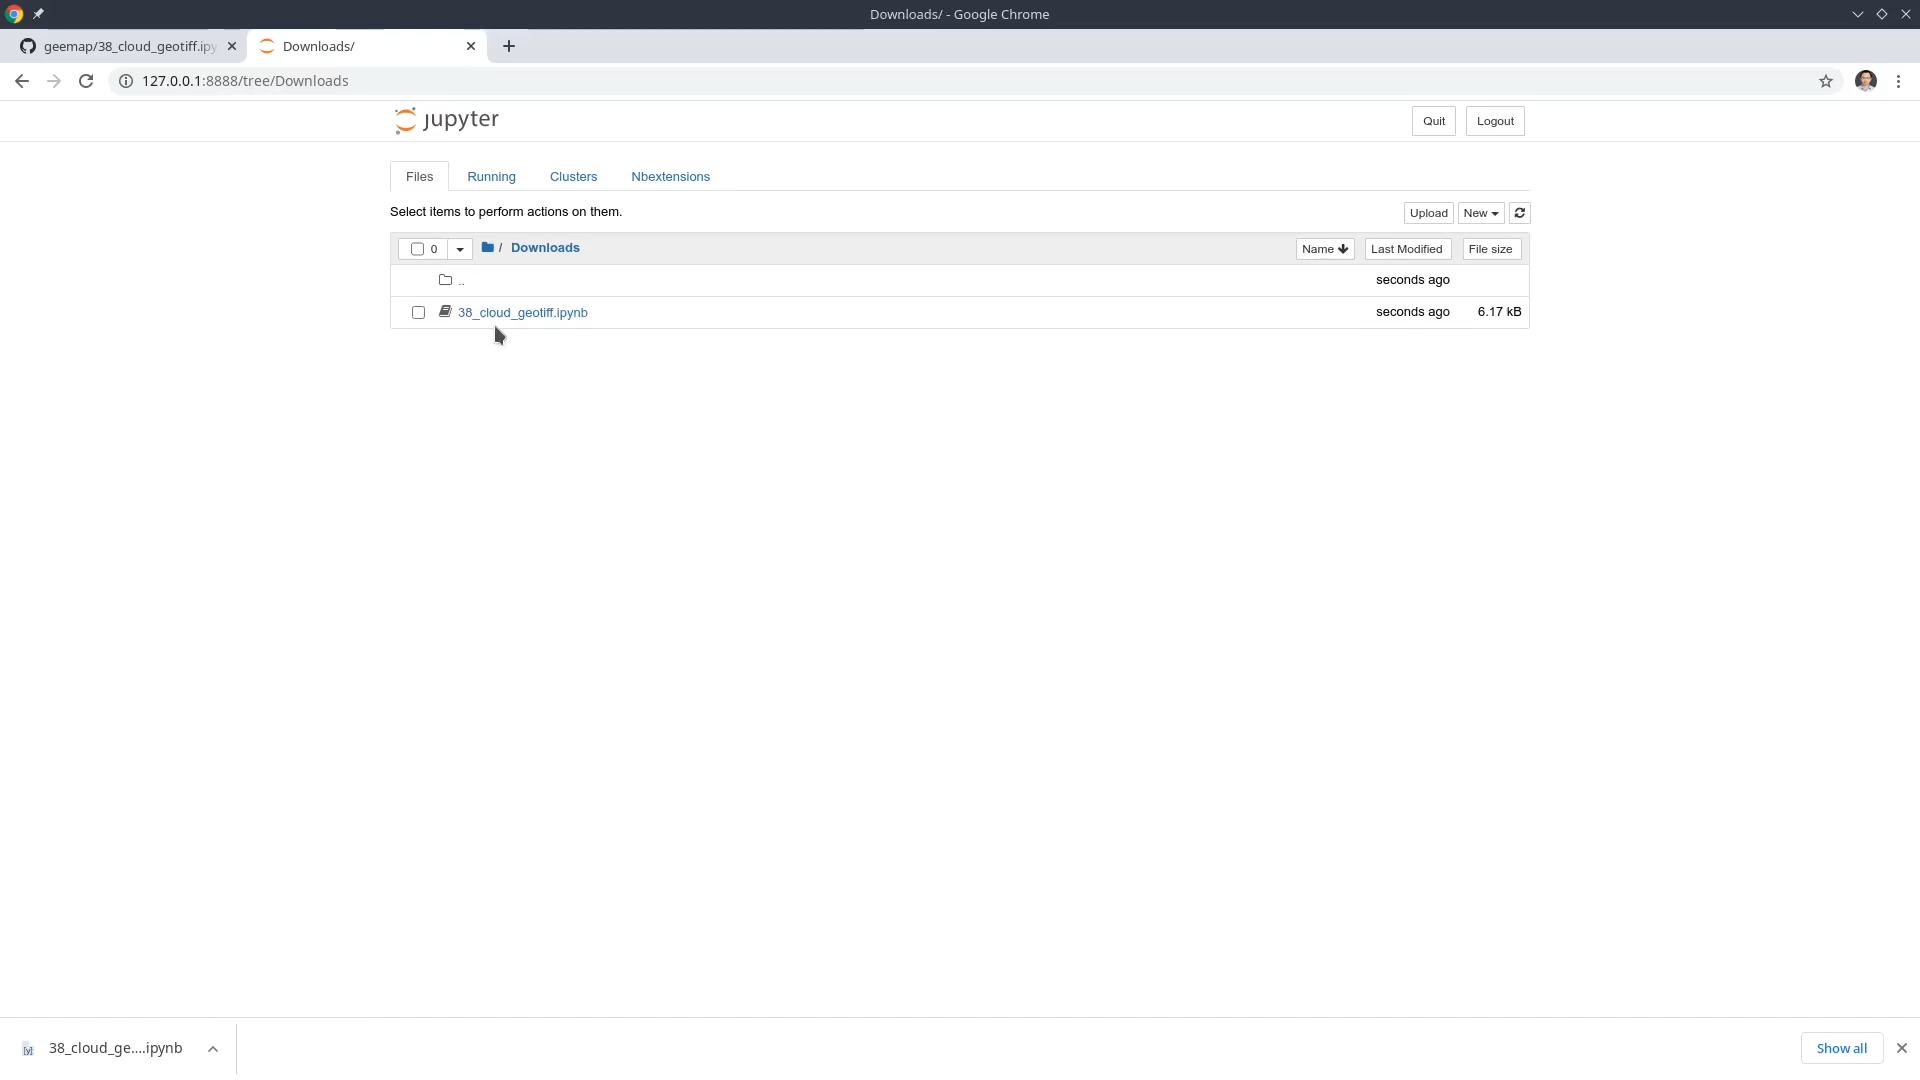 Downloads/ - Google Chrome
geemap/38_cloud_geotiff.ipy
Downloads/
127.0.0.1:8888/tree/Downloads
jupyter
Quit
Logout
Files
Running
Clusters
Nbextensions
Select items to perform actions on them.
Upload
New
0
/
Downloads
Name
Last Modified
File size
..
seconds ago
38_cloud_geotiff.ipynb
seconds ago
6.17 kB
38_cloud_ge....ipynb
Show all